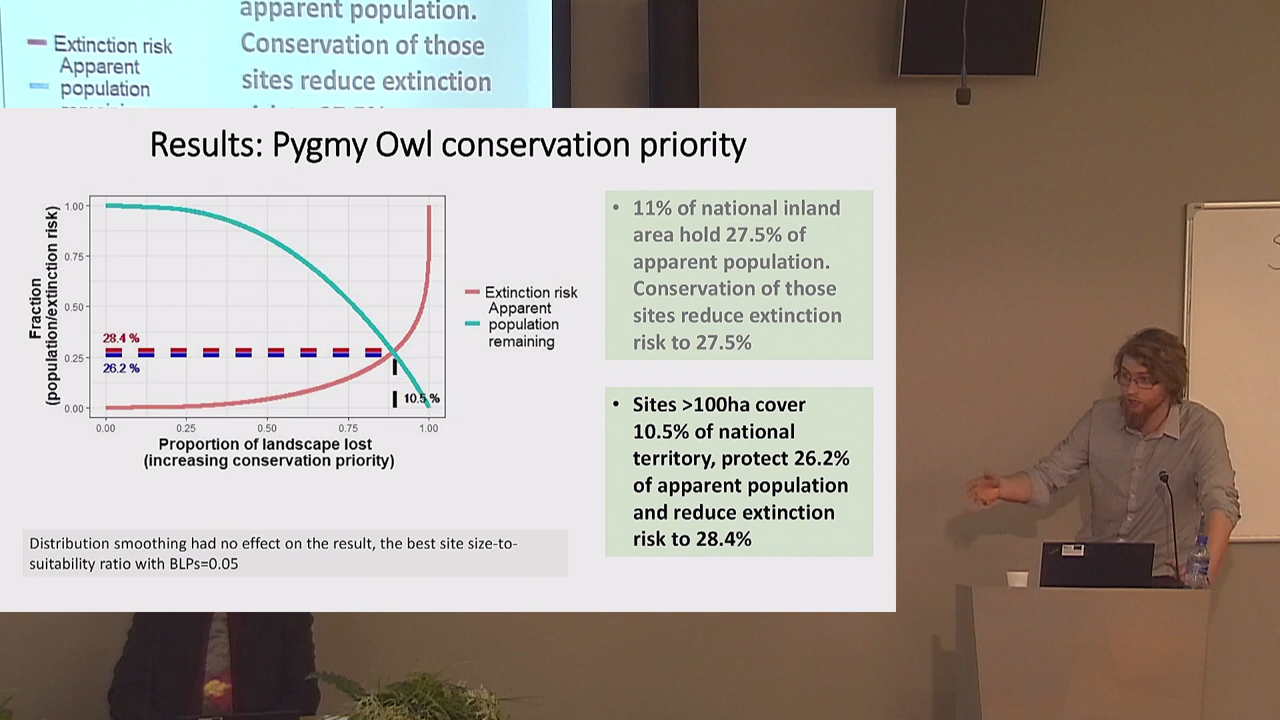 apparent population.
Conservation of those
sites reduce extinction
Extinction risk
Apparent
population
Results: Pygmy Owl conservation priority
Fraction
(population/extinction risk)
1.00
0.75
0.50
0.25
0.00
28.4 %
26.2 %
10.5 %
0.00 0.25 0.50 0.75 1.00
Proportion of landscape lost
(increasing conservation priority)
Extinction risk
Apparent
population
remaining
• 11% of national inland
area hold 27.5% of
apparent population.
Conservation of those
sites reduce extinction
risk to 27.5%
• Sites >100ha cover
10.5% of national
territory, protect 26.2%
of apparent population
and reduce extinction
risk to 28.4%
Distribution smoothing had no effect on the result, the best site size-to-
suitability ratio with BLPs=0.05